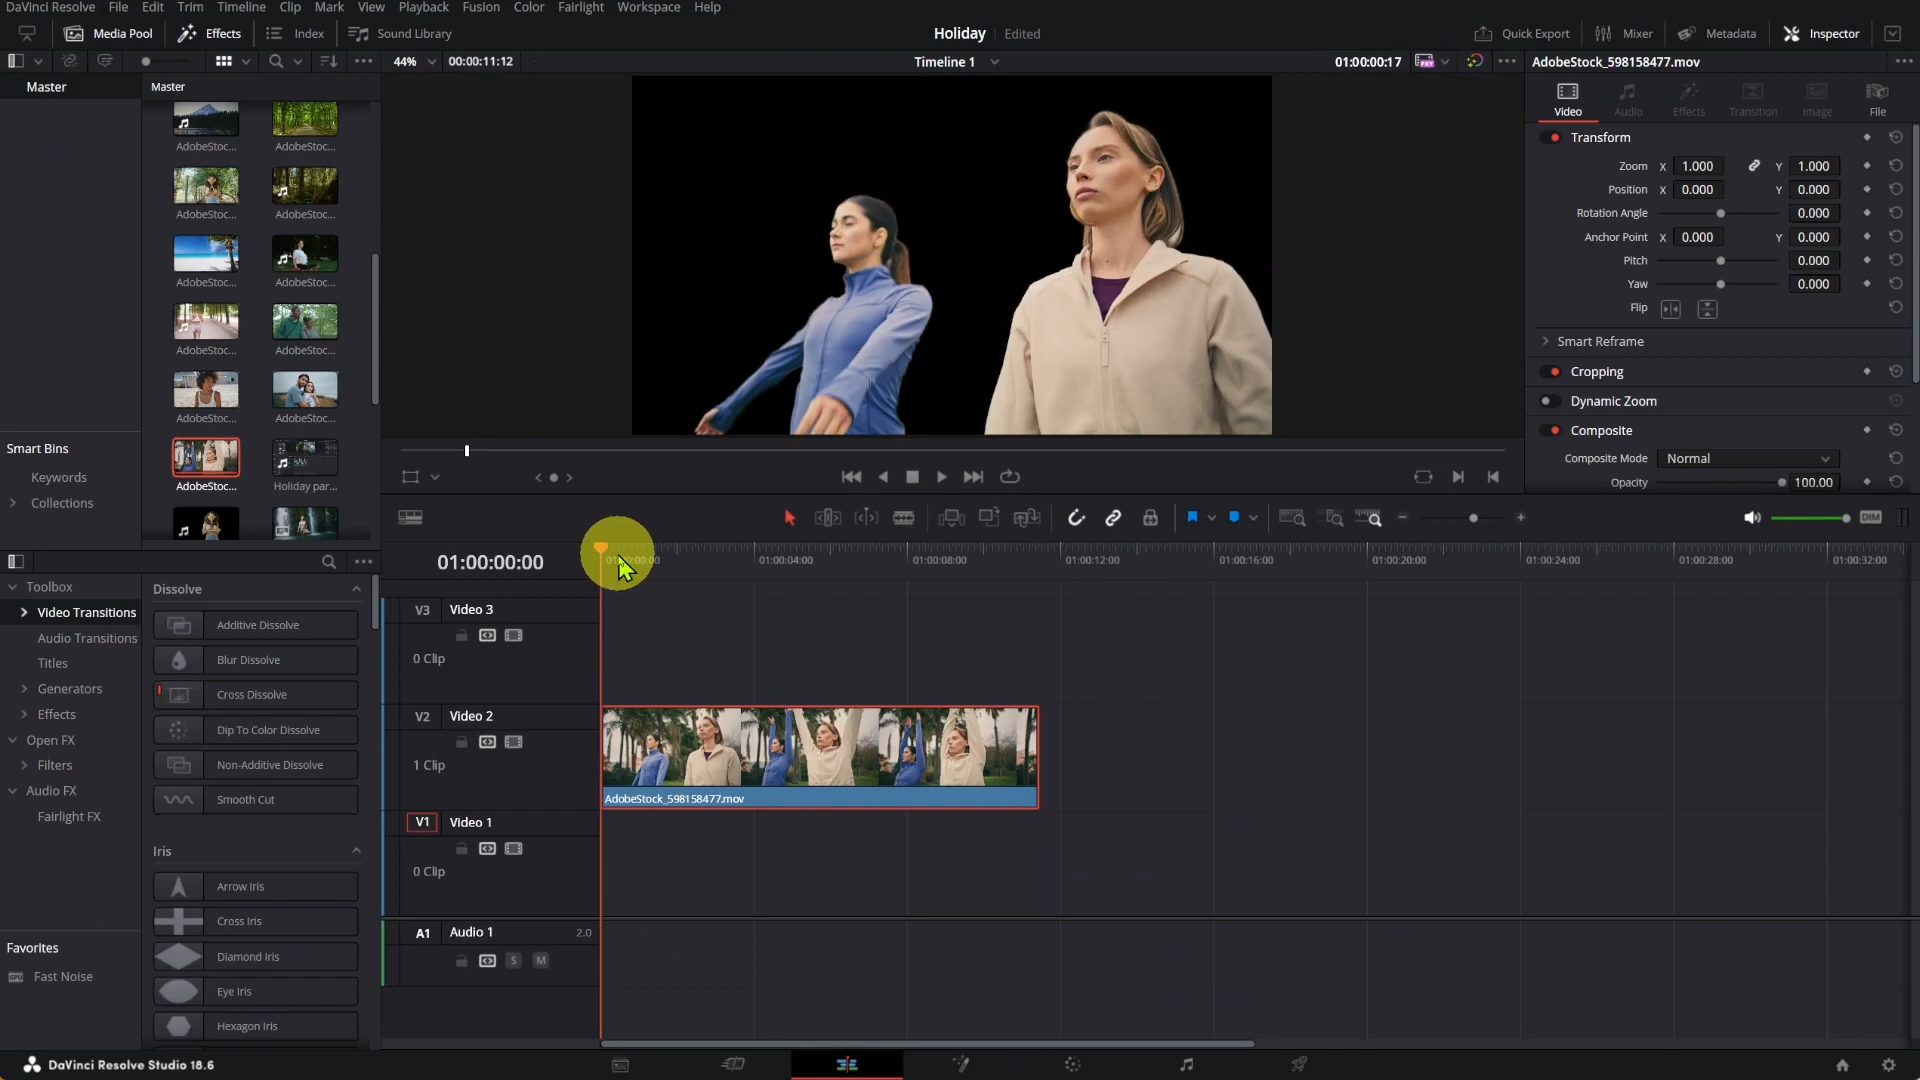 DaVinci Resolve File Edit Trim Timeline Clip Mark View Playback Fusion Color Fairlight Workspace Help
Media Pool Effects Index Sound Library Holiday Edited Quick Export Mixer Metadata Inspector
44% 00:00:11:12 Timeline 1 01:00:00:17 AdobeStock_598158477.mov
Master
Master
AdobeStoc... AdobeStoc...
AdobeStoc... AdobeStoc...
AdobeStoc... AdobeStoc...
AdobeStoc... AdobeStoc...
AdobeStoc... AdobeStoc...
AdobeStoc... Holiday par...
Smart Bins
Keywords
Collections
Video Audio Effects Transition Image File
Transform
Zoom X 1.000 Y 1.000
Position X 0.000 Y 0.000
Rotation Angle 0.000
Anchor Point X 0.000 Y 0.000
Pitch 0.000
Yaw 0.000
Flip
Smart Reframe
Cropping
Dynamic Zoom
Composite
Composite Mode Normal
Opacity 100.00
DIM
Toolbox
Video Transitions
Audio Transitions
Titles
Generators
Effects
Open FX
Filters
Audio FX
Fairlight FX
Favorites
Fast Noise
Dissolve
Additive Dissolve
Blur Dissolve
Cross Dissolve
Dip To Color Dissolve
Non-Additive Dissolve
Smooth Cut
Iris
Arrow Iris
Cross Iris
Diamond Iris
Eye Iris
Hexagon Iris
01:00:00:00 01:00:04:00 01:00:08:00 01:00:12:00 01:00:16:00 01:00:20:00 01:00:24:00 01:00:28:00 01:00:32:00
V3 Video 3
0 Clip
V2 Video 2
1 Clip
AdobeStock_598158477.mov
V1 Video 1
0 Clip
A1 Audio 1 2.0
S M
DaVinci Resolve Studio 18.6